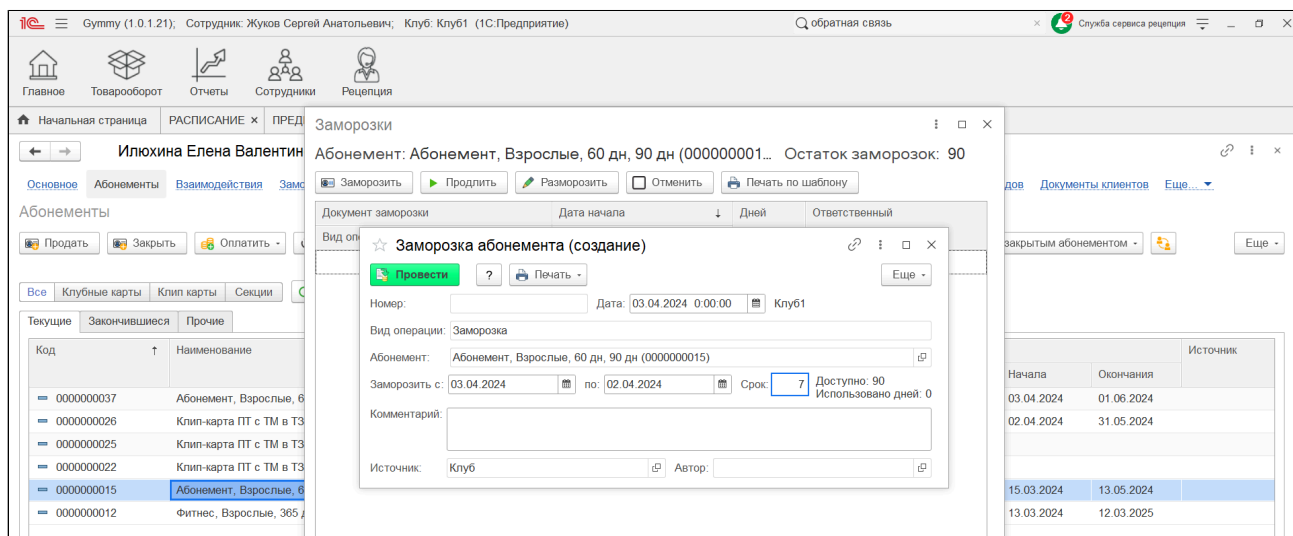 Gymmy (1.0.1.21); Сотрудник: Жуков Сергей Анатольевич; Клуб: Клуб1 (1С:Предприятие) обратная связь 2 Служба сервиса рецепция
Главное Товарооборот Отчеты Сотрудники Рецепция
Начальная страница РАСПИСАНИЕ × ПРЕД
Заморозки
Илюхина Елена Валентин
Абонемент: Абонемент, Взрослые, 60 дн, 90 дн (000000001... Остаток заморозок: 90
Основное Абонементы Взаимодействия Замо
Заморозить Продлить Разморозить Отменить Печать по шаблону
дов Документы клиентов Еще...
Абонементы
Документ заморозки Дата начала ↓ Дней Ответственный
Вид оп
Продать Закрыть Оплатить
закрытым абонементом Еще
Заморозка абонемента (создание)
Провести ? Печать Еще
Все Клубные карты Клип карты Секции
Номер: Дата: 03.04.2024 0:00:00 Клуб1
Текущие Закончившиеся Прочие
Вид операции: Заморозка
Код ↑ Наименование
Источник
Абонемент: Абонемент, Взрослые, 60 дн, 90 дн (0000000015)
Начала Окончания
Заморозить с: 03.04.2024 по: 02.04.2024 Срок: 7 Доступно: 90
Использовано дней: 0
0000000037 Абонемент, Взрослые, 6 03.04.2024 01.06.2024
Комментарий:
0000000026 Клип-карта ПТ с ТМ в ТЗ 02.04.2024 31.05.2024
0000000025 Клип-карта ПТ с ТМ в ТЗ
0000000022 Клип-карта ПТ с ТМ в ТЗ
Источник: Клуб Автор:
0000000015 Абонемент, Взрослые, 6 15.03.2024 13.05.2024
0000000012 Фитнес, Взрослые, 365 13.03.2024 12.03.2025